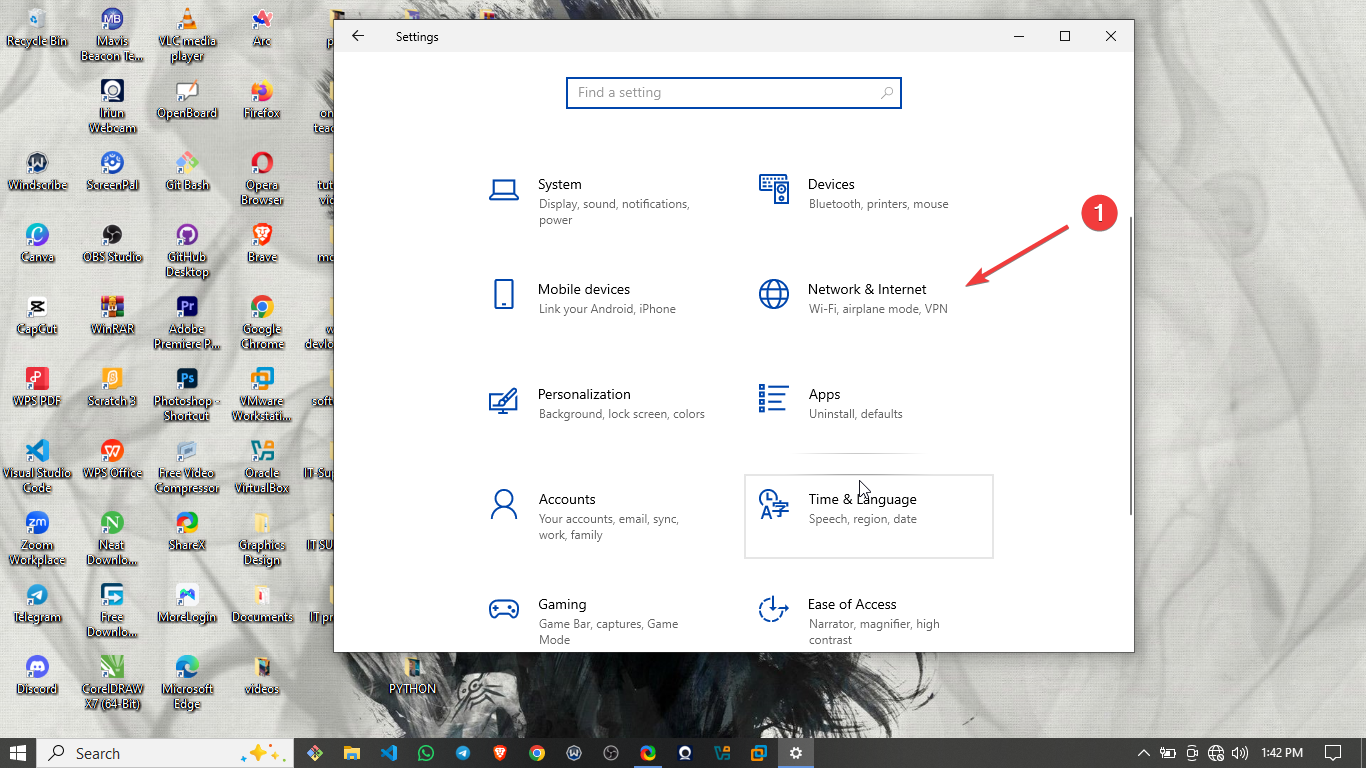 Recycle Bin
Mavis
Beacon Te...
VLC media
player
Arc
Iriun
Webcam
OpenBoard
Firefox
Windscribe
ScreenPal
Git Bash
Opera
Browser
Canva
OBS Studio
GitHub
Desktop
Brave
CapCut
WinRAR
Adobe
Premiere P...
Google
Chrome
WPS PDF
Scratch 3
Photoshop -
Shortcut
VMware
Workstati...
Visual Studio
Code
WPS Office
Free Video
Compressor
Oracle
VirtualBox
IT-Sup
Zoom
Workplace
Neat
Downlo...
ShareX
Graphics
Design
IT SU
Telegram
Free
Downlo...
MoreLogin
Documents
IT pr
Discord
CorelDRAW
X7 (64-Bit)
Microsoft
Edge
videos
PYTHON
Settings
Find a setting
System
Display, sound, notifications,
power
Devices
Bluetooth, printers, mouse
1
Mobile devices
Link your Android, iPhone
Network & Internet
Wi-Fi, airplane mode, VPN
Personalization
Background, lock screen, colors
Apps
Uninstall, defaults
Accounts
Your accounts, email, sync,
work, family
Time & Language
Speech, region, date
Gaming
Game Bar, captures, Game
Mode
Ease of Access
Narrator, magnifier, high
contrast
Search
1:42 PM